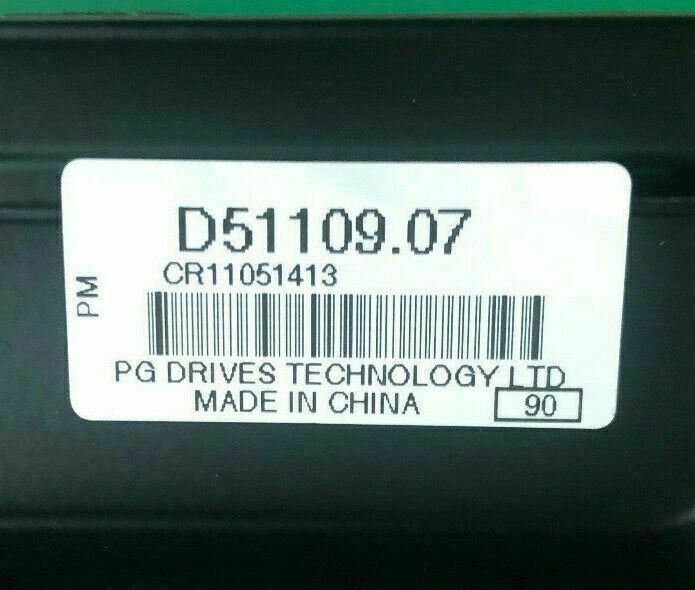 D51109.07
CR11051413
PM
PG DRIVES TECHNOLOGY LTD
MADE IN CHINA
90